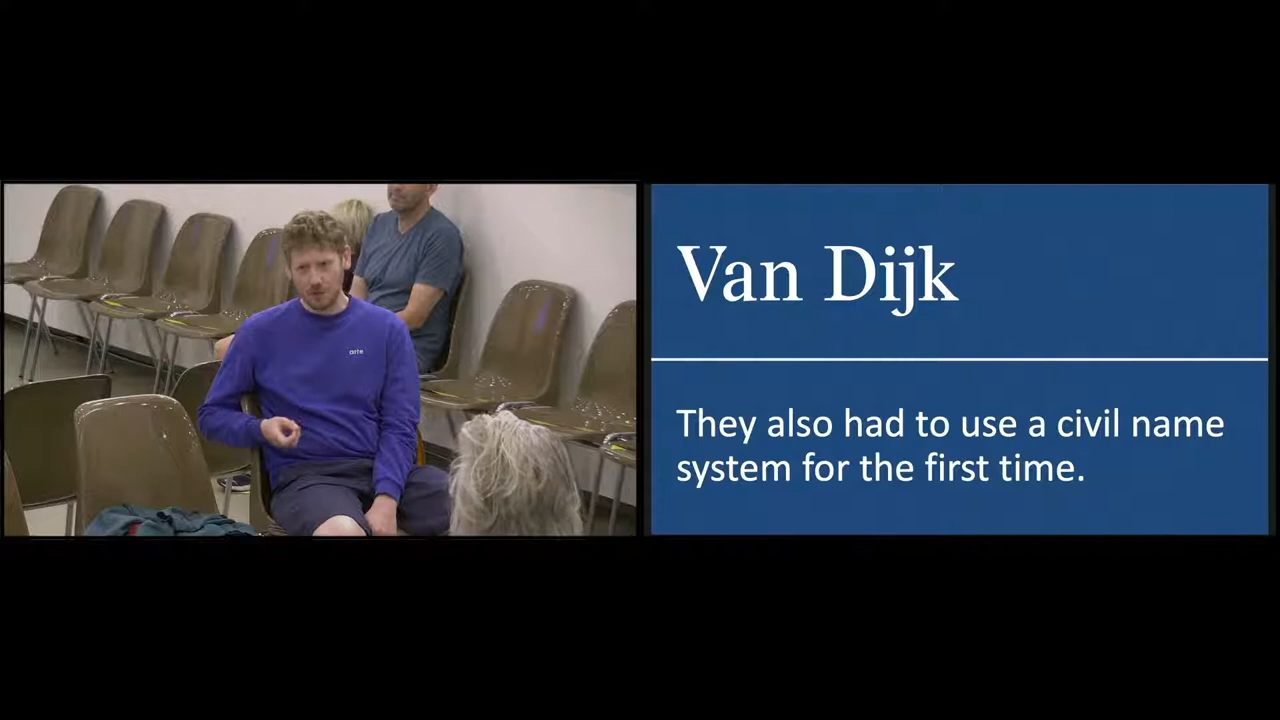 arte
Van Dijk
They also had to use a civil name
system for the first time.